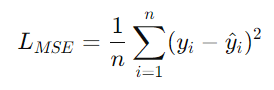 L_{MSE} = \frac{1}{n} \sum_{i=1}^{n} (y_i - \hat{y}_i)^2